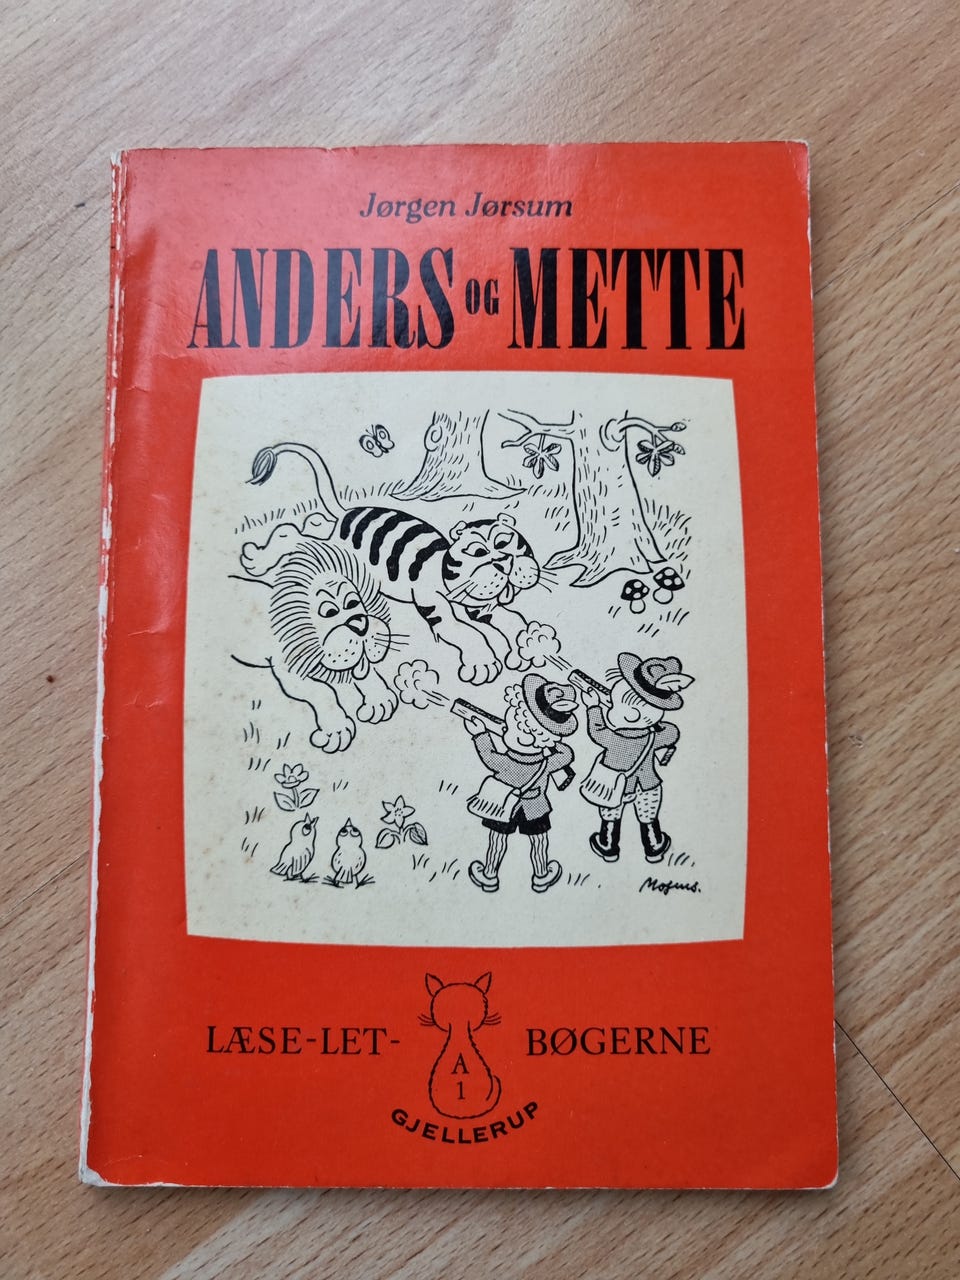 Jørgen Jørsum
ANDERS OG METTE
Mogens.
LÆSE-LET-BØGERNE
A
1
GJELLERUP